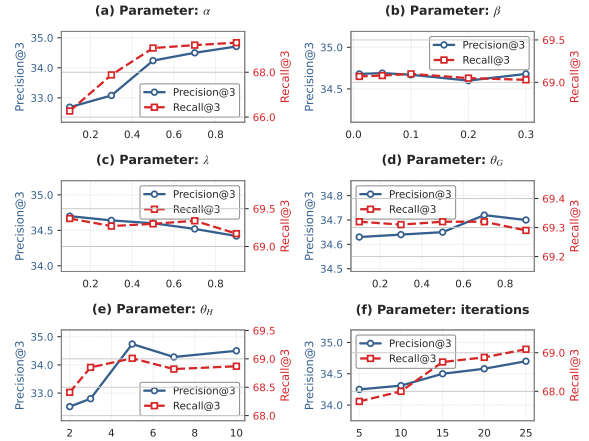 (a) Parameter: α
Precision@3
35.0
34.0
33.0
Precision@3
Recall@3
68.0
66.0
Recall@3
0.2 0.4 0.6 0.8
(b) Parameter: β
Precision@3
35.0
34.5
Precision@3
Recall@3
69.5
69.0
Recall@3
0.0 0.1 0.2 0.3
(c) Parameter: λ
Precision@3
35.0
34.5
34.0
Precision@3
Recall@3
69.5
69.0
Recall@3
0.2 0.4 0.6 0.8
(d) Parameter: θG
Precision@3
34.8
34.7
34.6
34.5
Precision@3
Recall@3
69.4
69.3
69.2
Recall@3
0.2 0.4 0.6 0.8
(e) Parameter: θH
Precision@3
35.0
34.0
33.0
Precision@3
Recall@3
69.5
69.0
68.5
68.0
Recall@3
2 4 6 8 10
(f) Parameter: iterations
Precision@3
35.0
34.5
34.0
Precision@3
Recall@3
69.0
68.0
Recall@3
5 10 15 20 25